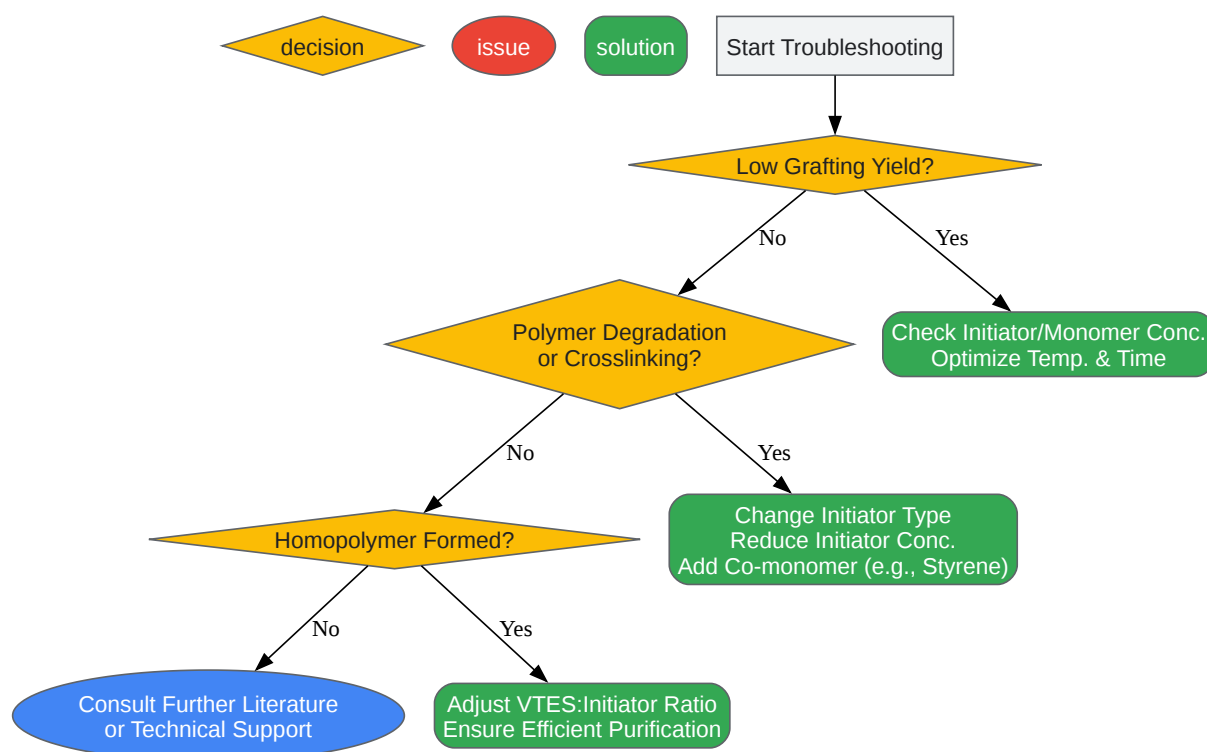 decision
issue
solution
Start Troubleshooting
Low Grafting Yield?
No
Yes
Polymer Degradation
or Crosslinking?
Check Initiator/Monomer Conc.
Optimize Temp. & Time
No
Yes
Homopolymer Formed?
Change Initiator Type
Reduce Initiator Conc.
Add Co-monomer (e.g., Styrene)
No
Yes
Consult Further Literature
or Technical Support
Adjust VTES:Initiator Ratio
Ensure Efficient Purification